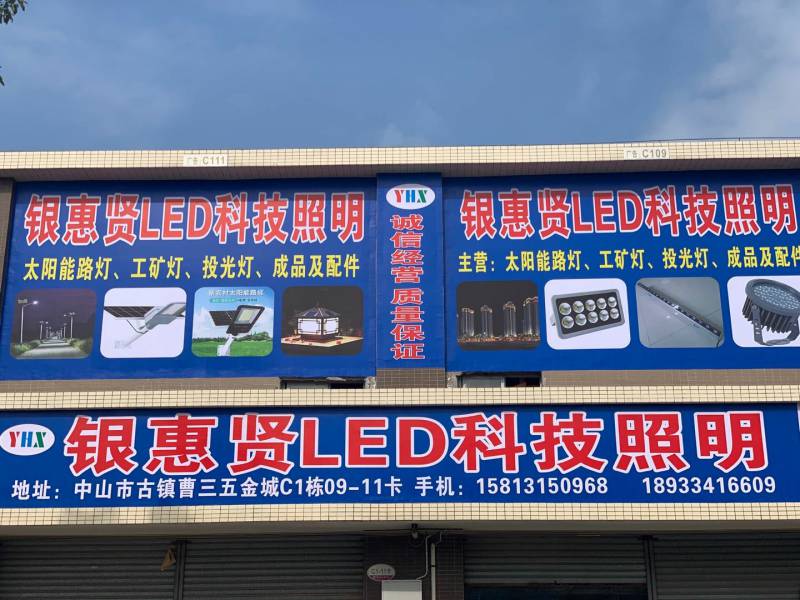 广告:C111
广告:C109
银惠贤LED科技照明
太阳能路灯、工矿灯、投光灯、成品及配件
YHX
诚信经营 质量保证
银惠贤LED科技照明
主营：太阳能路灯、工矿灯、投光灯、成品及配
YHX
银惠贤LED科技照明
地址：中山市古镇曹三五金城C1栋09-11卡 手机：15813150968 18933416609